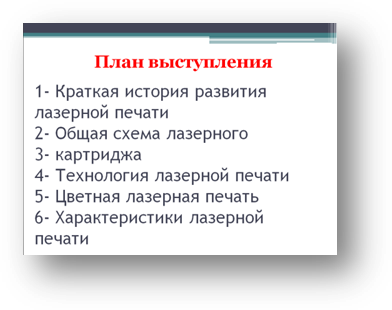 План выступления
1- Краткая история развития
лазерной печати
2- Общая схема лазерного
3- картриджа
4- Технология лазерной печати
5- Цветная лазерная печать
6- Характеристики лазерной
печати